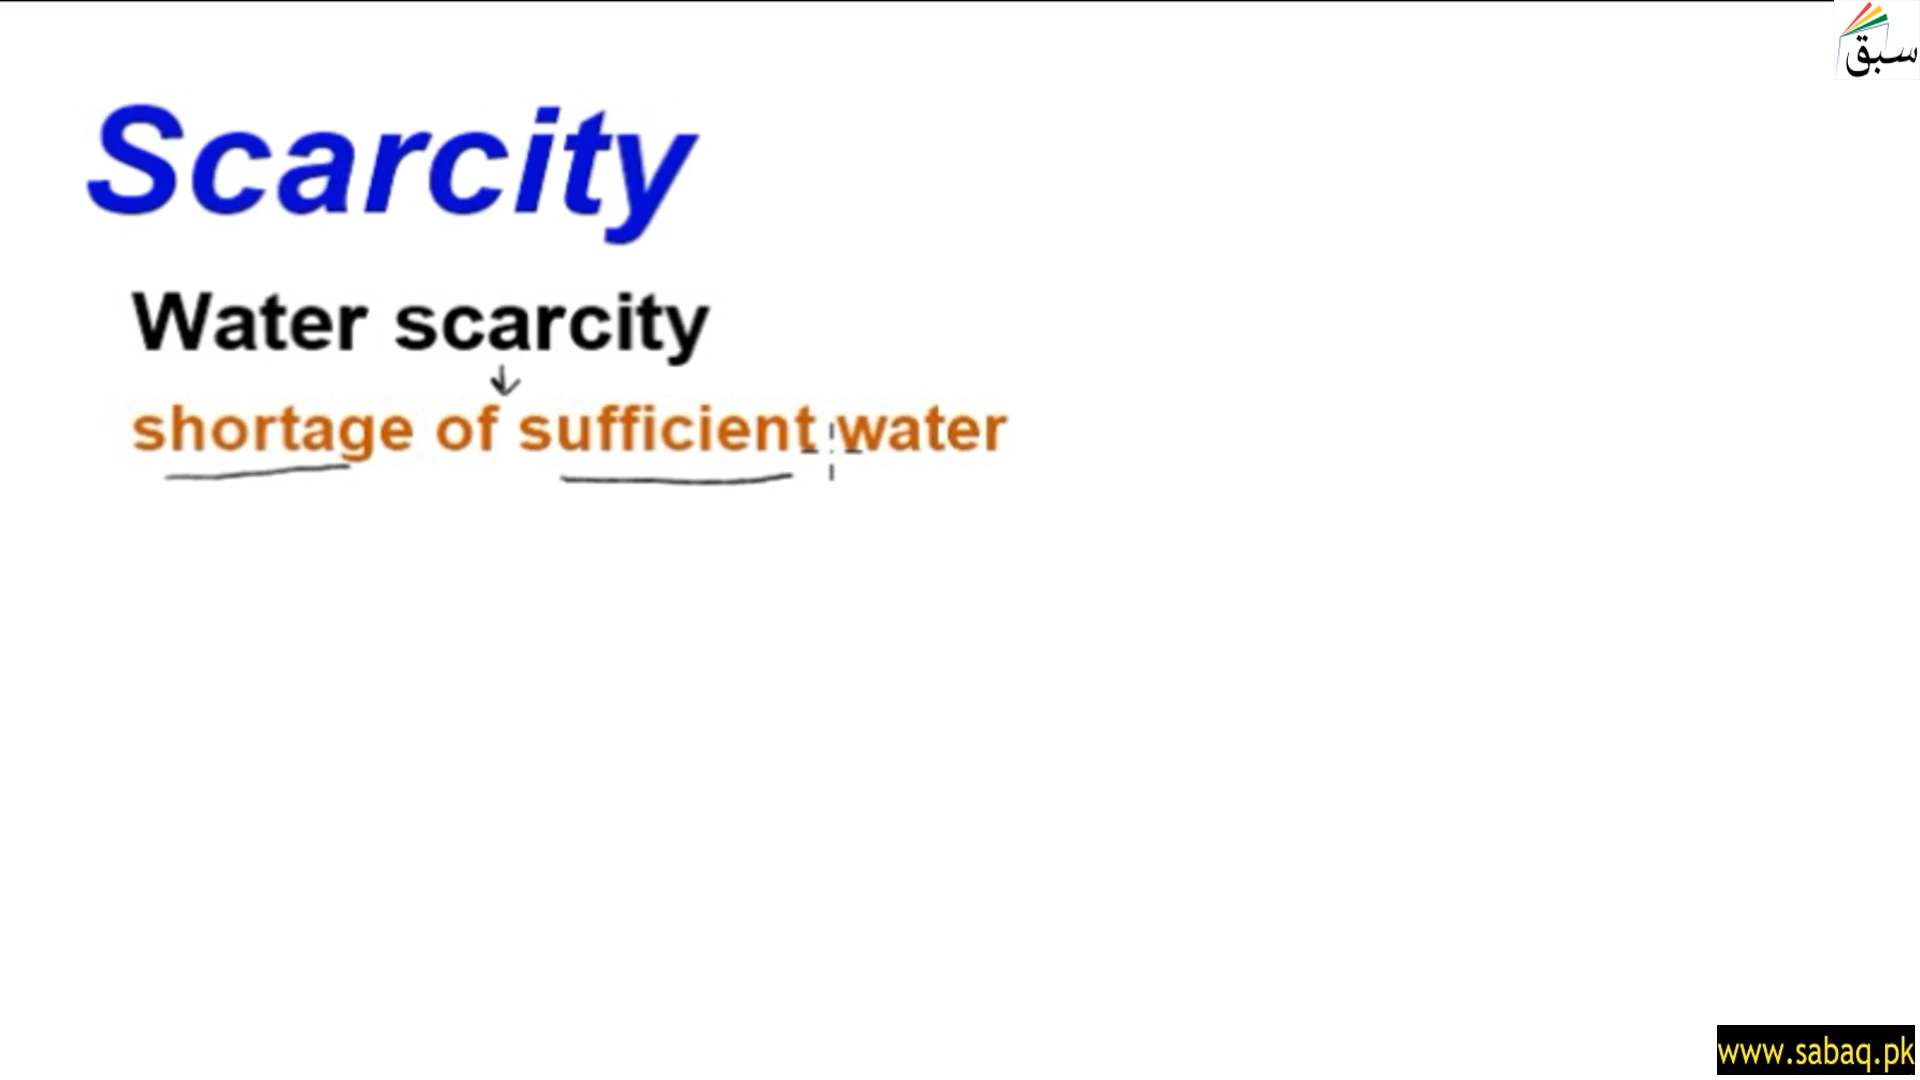 سبق
Scarcity
Water scarcity
shortage of sufficient water
www.sabaq.pk